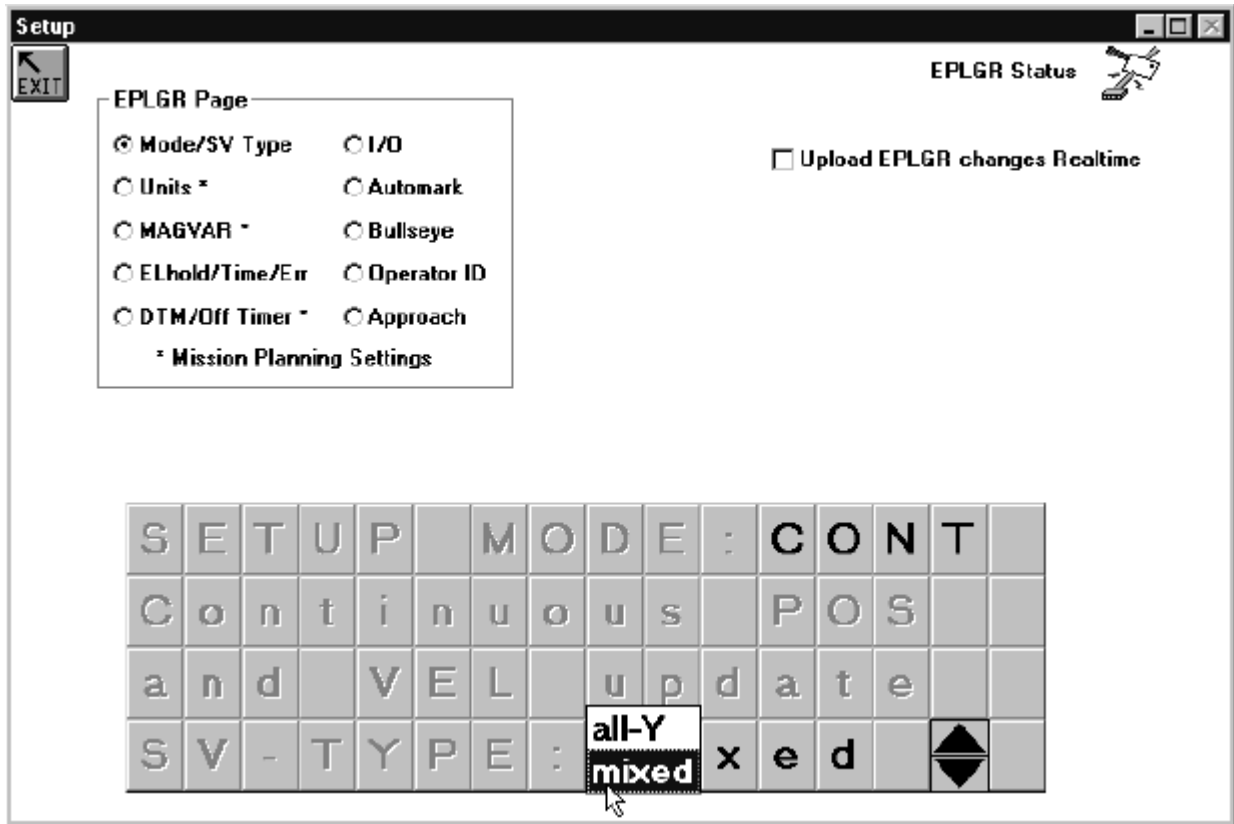 Setup
EXIT
EPLGR Status
EPLGR Page
Mode/SV Type
I/O
Upload EPLGR changes Realtime
Units *
Automark
MAGVAR *
Bullseye
ELhold/Time/Err
Operator ID
DTM/Off Timer *
Approach
* Mission Planning Settings
SETUP MODE:CONT
Continuous POS
and VEL update
all-Y
SV-TYPE: xed
mixed